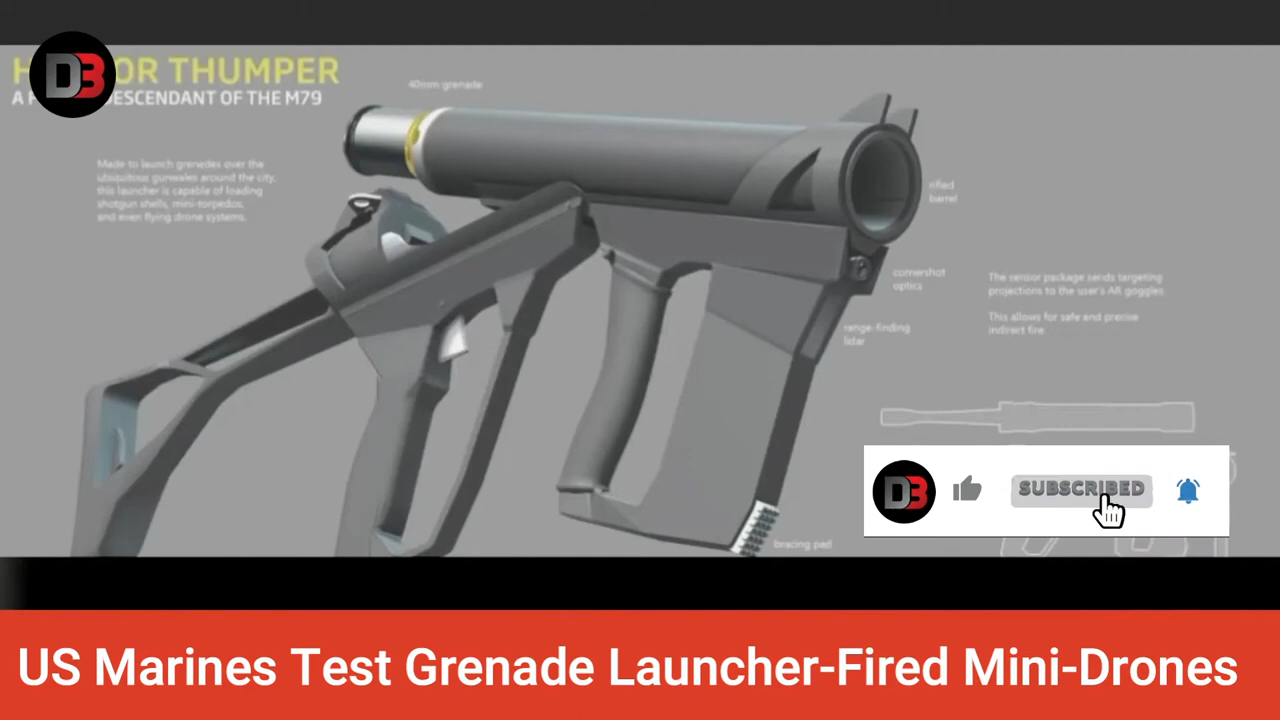 D3
H OR THUMPER
A F DESCENDANT OF THE M79
40mm grenade
Made to launch grenedes over the
ubiquitous gunwales around the city,
this launcher is capable of loading
shotgun shells, mini-torpedos,
and even flying drone systems.
rifled
barrel
cornershot
optics
The sensor package sends targeting
projections to the user's AR goggles
This allows for safe and precise
indirect fire.
range-finding
lidar
D3
SUBSCRIBED
bracing pad
US Marines Test Grenade Launcher-Fired Mini-Drones